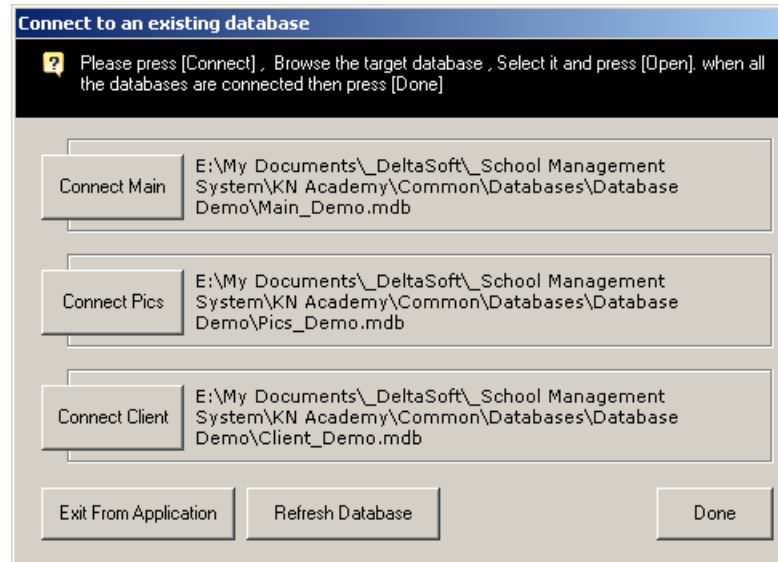 Connect to an existing database
Please press [Connect] , Browse the target database , Select it and press [Open]. when all
the databases are connected then press [Done]
Connect Main
E:\My Documents\_DeltaSoft\_School Management
System\KN Academy\Common\Databases\Database
Demo\Main_Demo.mdb
Connect Pics
E:\My Documents\_DeltaSoft\_School Management
System\KN Academy\Common\Databases\Database
Demo\Pics_Demo.mdb
Connect Client
E:\My Documents\_DeltaSoft\_School Management
System\KN Academy\Common\Databases\Database
Demo\Client_Demo.mdb
Exit From Application
Refresh Database
Done